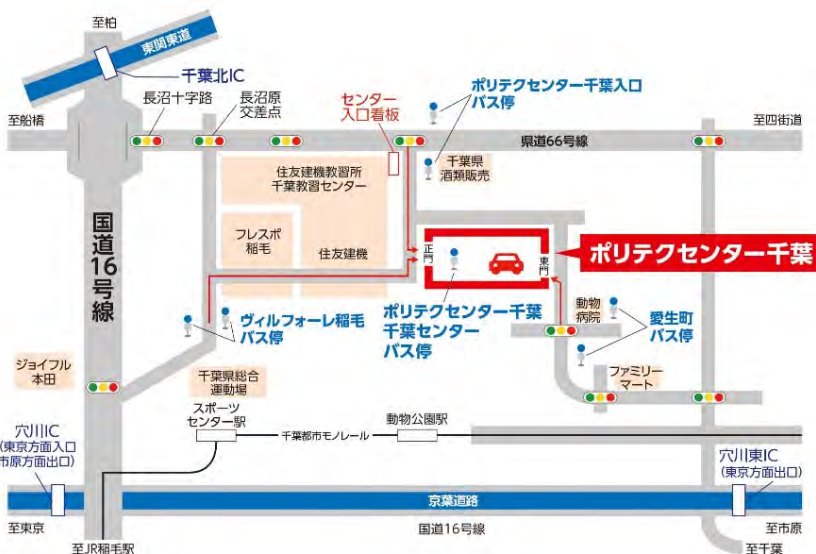 至柏
東関東道
千葉北IC
至船橋
長沼十字路
長沼原
交差点
センター
入口看板
ポリテクセンター千葉入口
バス停
県道66号線
至四街道
住友建機教習所
千葉教習センター
千葉県
酒類販売
フレスポ
稲毛
住友建機
国道16号線
正門
東門
ポリテクセンター千葉
ヴィルフォーレ稲毛
バス停
ポリテクセンター千葉
千葉センター
バス停
動物
病院
愛生町
バス停
ジョイフル
本田
千葉県総合
運動場
ファミリー
マート
スポーツ
センター駅
千葉都市モノレール
動物公園駅
穴川IC
(東京方面入口
市原方面出口)
穴川東IC
(東京方面出口)
京葉道路
至東京
国道16号線
至市原
至JR稲毛駅
至千葉